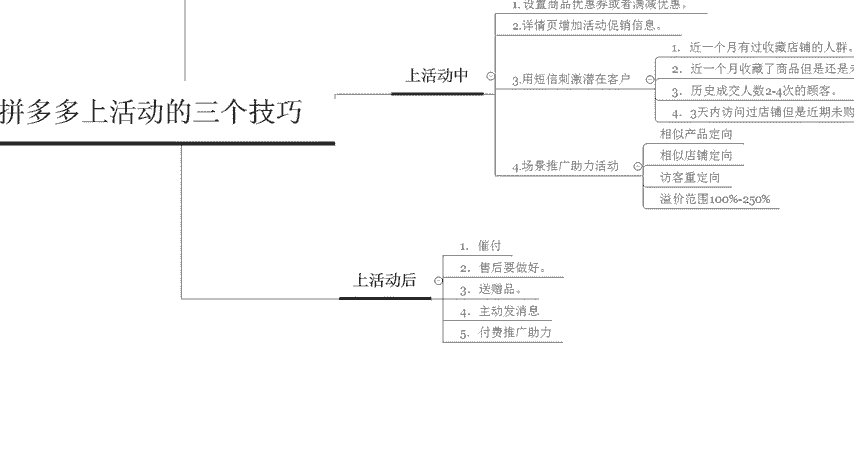 拼多多上活动的三个技巧
上活动中
1.设置商品优惠券或者满减优惠。
2.详情页增加活动促销信息。
3.用短信刺激潜在客户
1. 近一个月有过收藏店铺的人群。
2. 近一个月收藏了商品但是还是
3. 历史成交人数2-4次的顾客。
4. 3天内访问过店铺但是近期未购
4.场景推广助力活动
相似产品定向
相似店铺定向
访客重定向
溢价范围100%-250%
上活动后
1. 催付
2. 售后要做好。
3. 送赠品。
4. 主动发消息
5. 付费推广助力